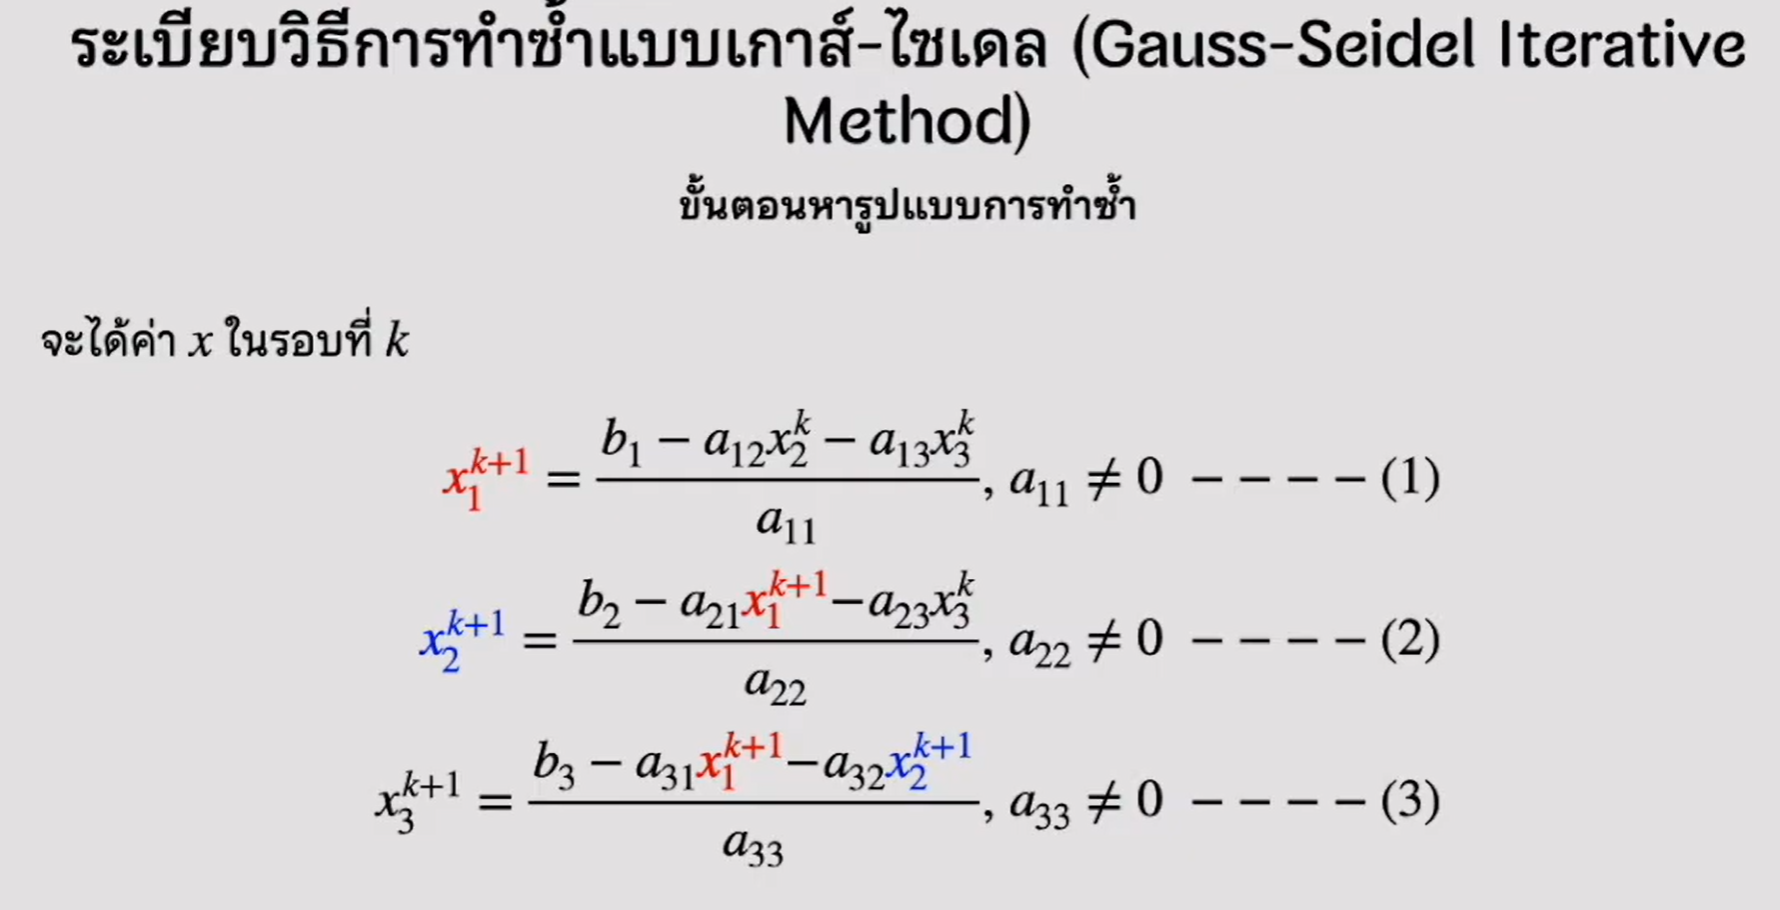 ระเบียบวิธีการทำซ้ำแบบเกาส์-ไซเดล (Gauss-Seidel Iterative
Method)
ขั้นตอนหารูปแบบการทำซ้ำ
จะได้ค่า x ในรอบที่ k
x_1^{k+1} = \frac{b_1 - a_{12}x_2^k - a_{13}x_3^k}{a_{11}}, a_{11} ≠ 0 ---- (1)
x_2^{k+1} = \frac{b_2 - a_{21}x_1^{k+1} - a_{23}x_3^k}{a_{22}}, a_{22} ≠ 0 ---- (2)
x_3^{k+1} = \frac{b_3 - a_{31}x_1^{k+1} - a_{32}x_2^{k+1}}{a_{33}}, a_{33} ≠ 0 ---- (3)